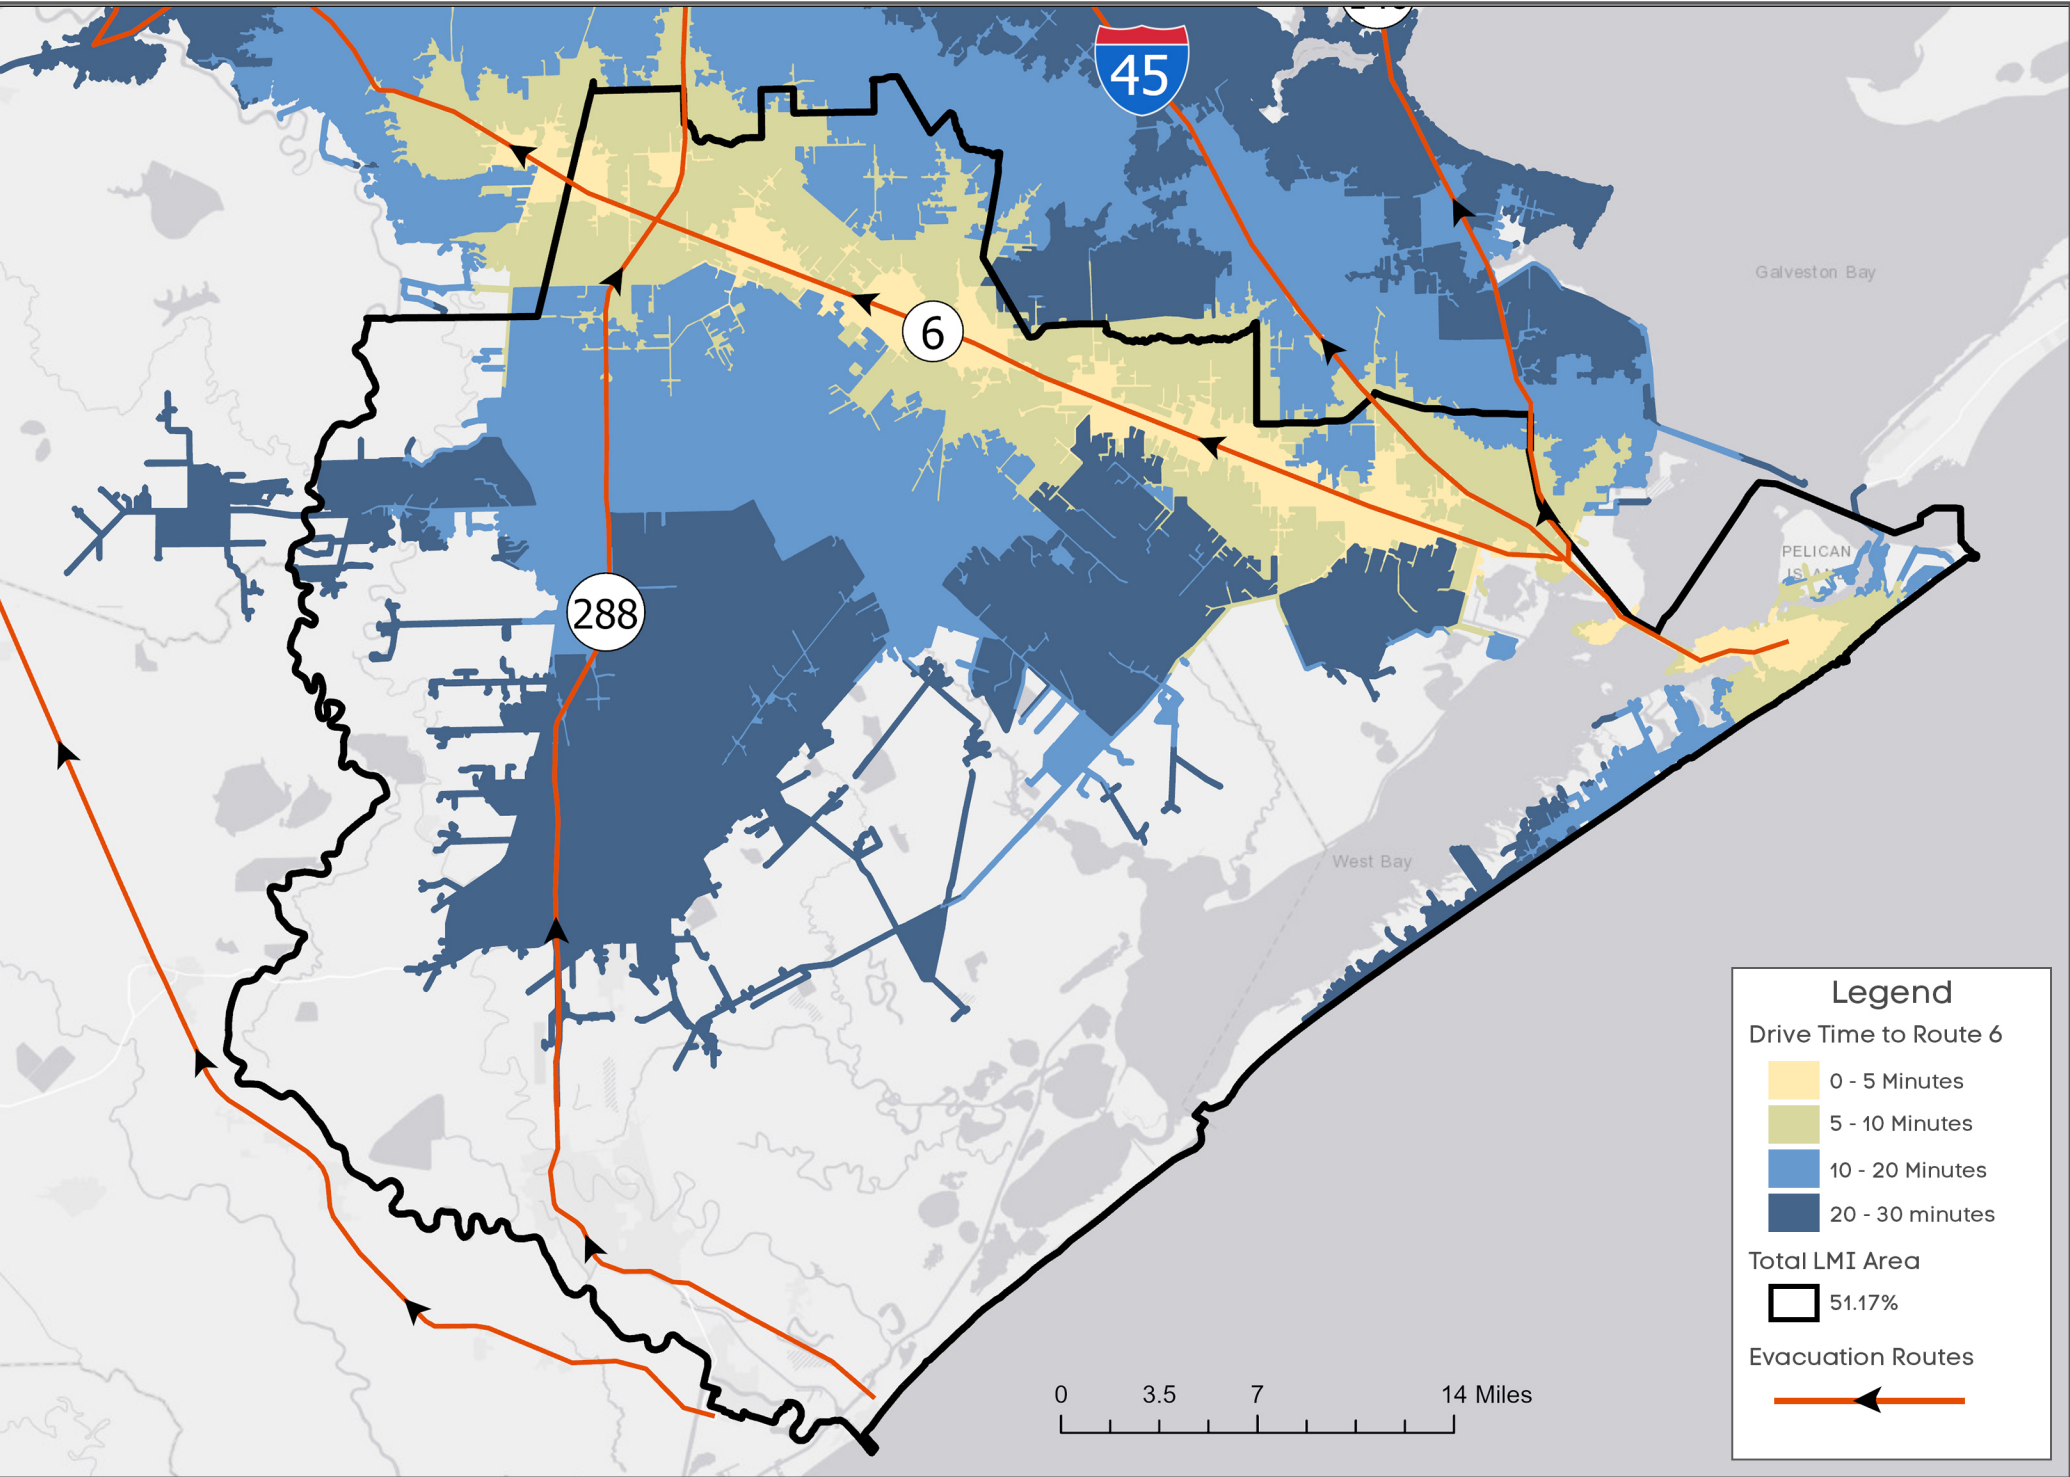 45
Galveston Bay
6
PELICAN
288
West Bay
Legend
Drive Time to Route 6
0 - 5 Minutes
5 - 10 Minutes
10 - 20 Minutes
20 - 30 minutes
Total LMI Area
51.17%
Evacuation Routes
0 3.5 7 14 Miles